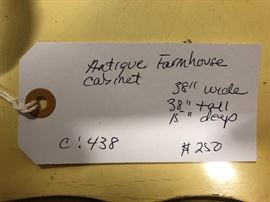 Antique Farmhouse
Cabinet
38" wide
38" tall
15" deep
C: 438
$250